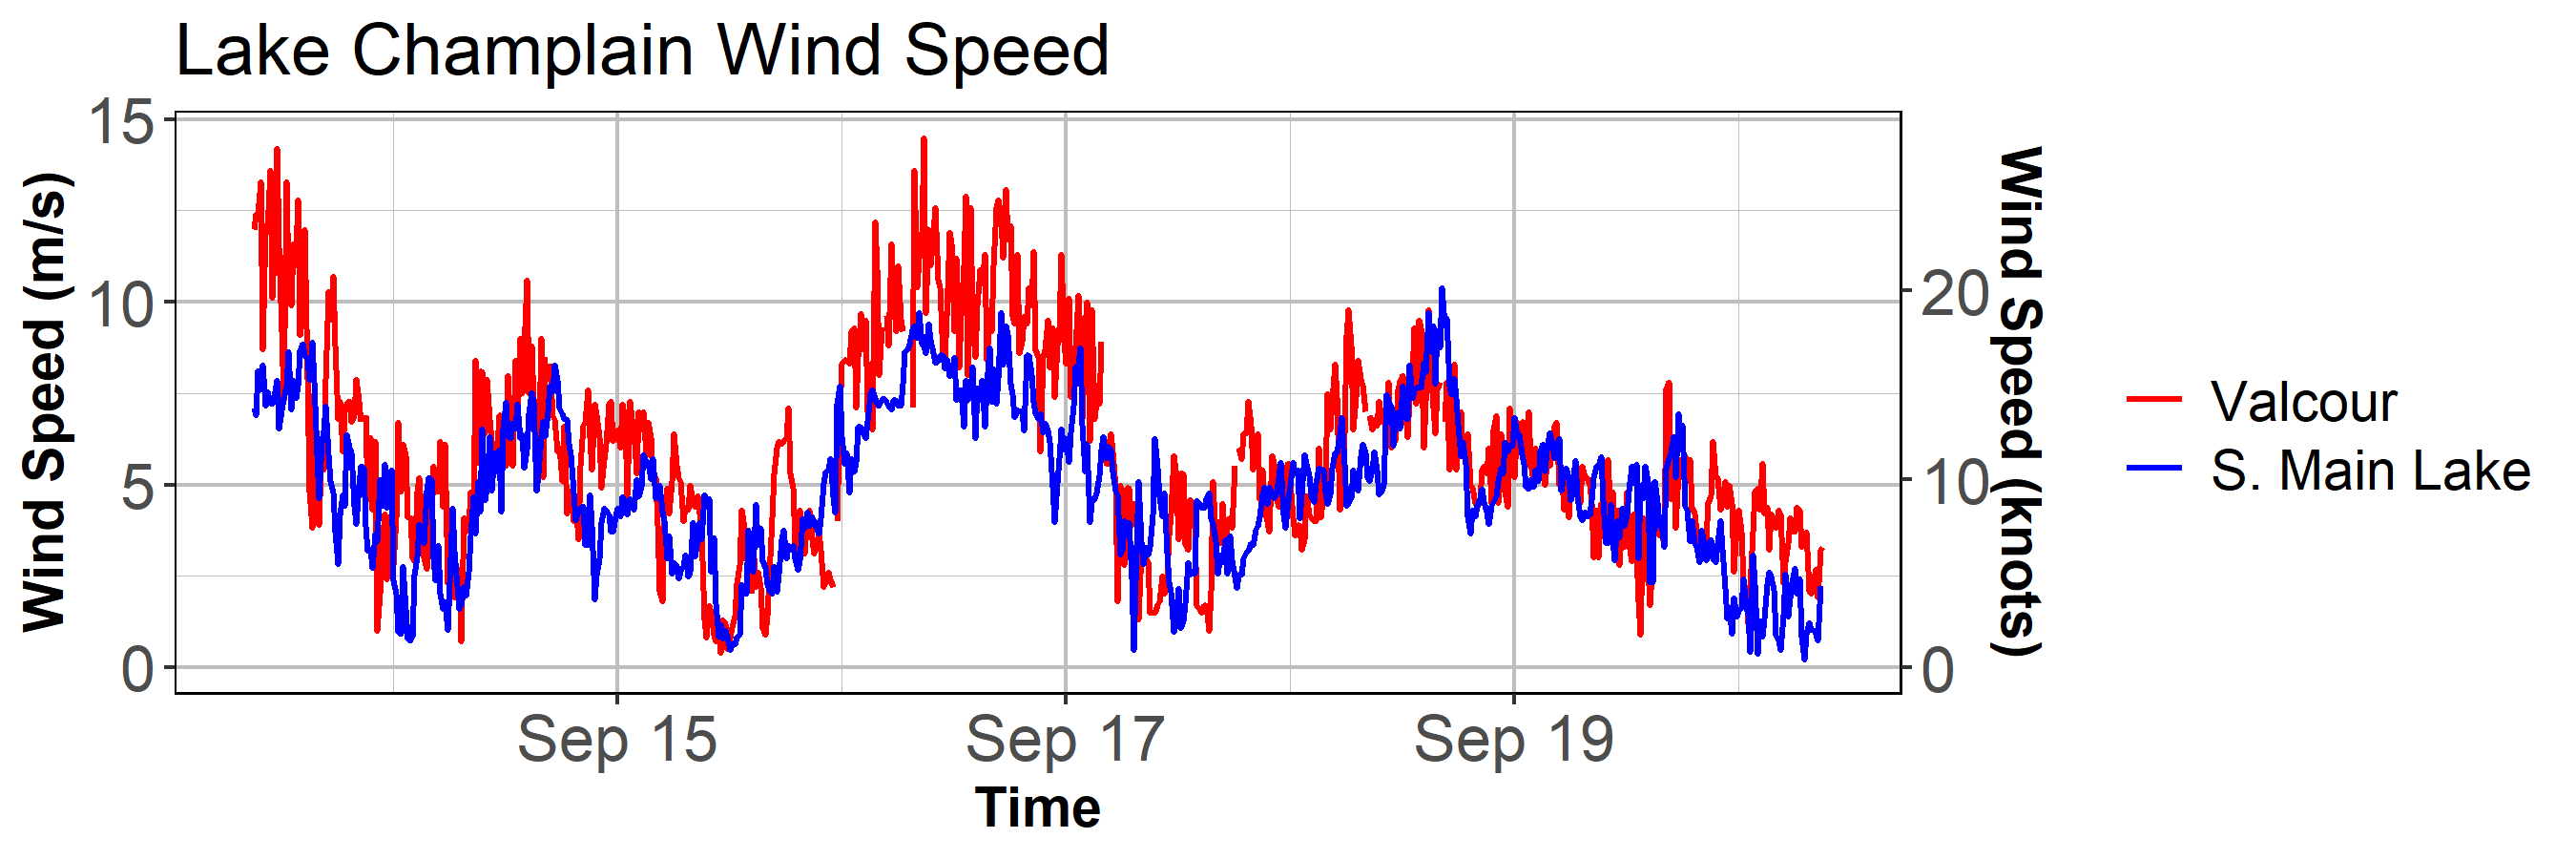 Lake Champlain Wind Speed
Wind Speed (m/s)
15
10
5
0
20
10
0
Wind Speed (knots)
Sep 15
Sep 17
Sep 19
Time
Valcour
S. Main Lake